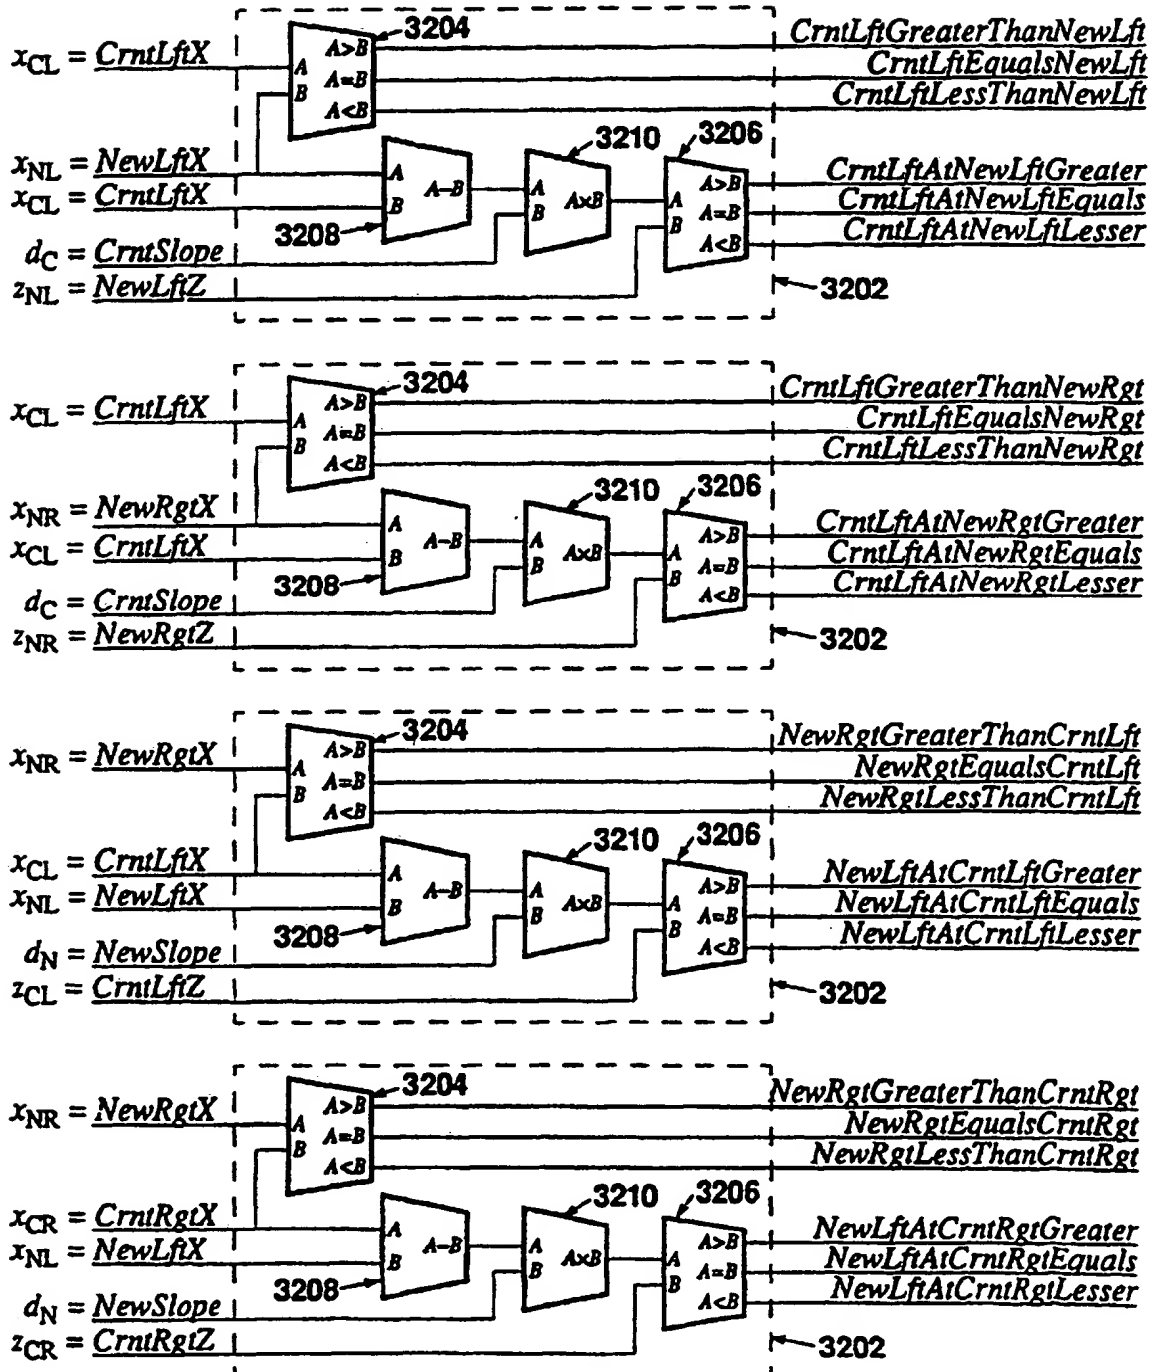 3204
x_CL = CrntLftX
A
B
A>B
A=B
A<B
CrntLftGreaterThanNewLft
CrntLftEqualsNewLft
CrntLftLessThanNewLft
x_NL = NewLftX
x_CL = CrntLftX
d_C = CrntSlope
z_NL = NewLftZ
A
B
A–B
3208
3210
A
B
A×B
3206
A
B
A>B
A=B
A<B
CrntLftAtNewLftGreater
CrntLftAtNewLftEquals
CrntLftAtNewLftLesser
3202
3204
x_CL = CrntLftX
A
B
A>B
A=B
A<B
CrntLftGreaterThanNewRgt
CrntLftEqualsNewRgt
CrntLftLessThanNewRgt
x_NR = NewRgtX
x_CL = CrntLftX
d_C = CrntSlope
z_NR = NewRgtZ
A
B
A–B
3208
3210
A
B
A×B
3206
A
B
A>B
A=B
A<B
CrntLftAtNewRgtGreater
CrntLftAtNewRgtEquals
CrntLftAtNewRgtLesser
3202
3204
x_NR = NewRgtX
A
B
A>B
A=B
A<B
NewRgtGreaterThanCrntLft
NewRgtEqualsCrntLft
NewRgtLessThanCrntLft
x_CL = CrntLftX
x_NL = NewLftX
d_N = NewSlope
z_CL = CrntLftZ
A
B
A–B
3208
3210
A
B
A×B
3206
A
B
A>B
A=B
A<B
NewLftAtCrntLftGreater
NewLftAtCrntLftEquals
NewLftAtCrntLftLesser
3202
3204
x_NR = NewRgtX
A
B
A>B
A=B
A<B
NewRgtGreaterThanCrntRgt
NewRgtEqualsCrntRgt
NewRgtLessThanCrntRgt
x_CR = CrntRgtX
x_NL = NewLftX
d_N = NewSlope
z_CR = CrntRgtZ
A
B
A–B
3208
3210
A
B
A×B
3206
A
B
A>B
A=B
A<B
NewLftAtCrntRgtGreater
NewLftAtCrntRgtEquals
NewLftAtCrntRgtLesser
3202